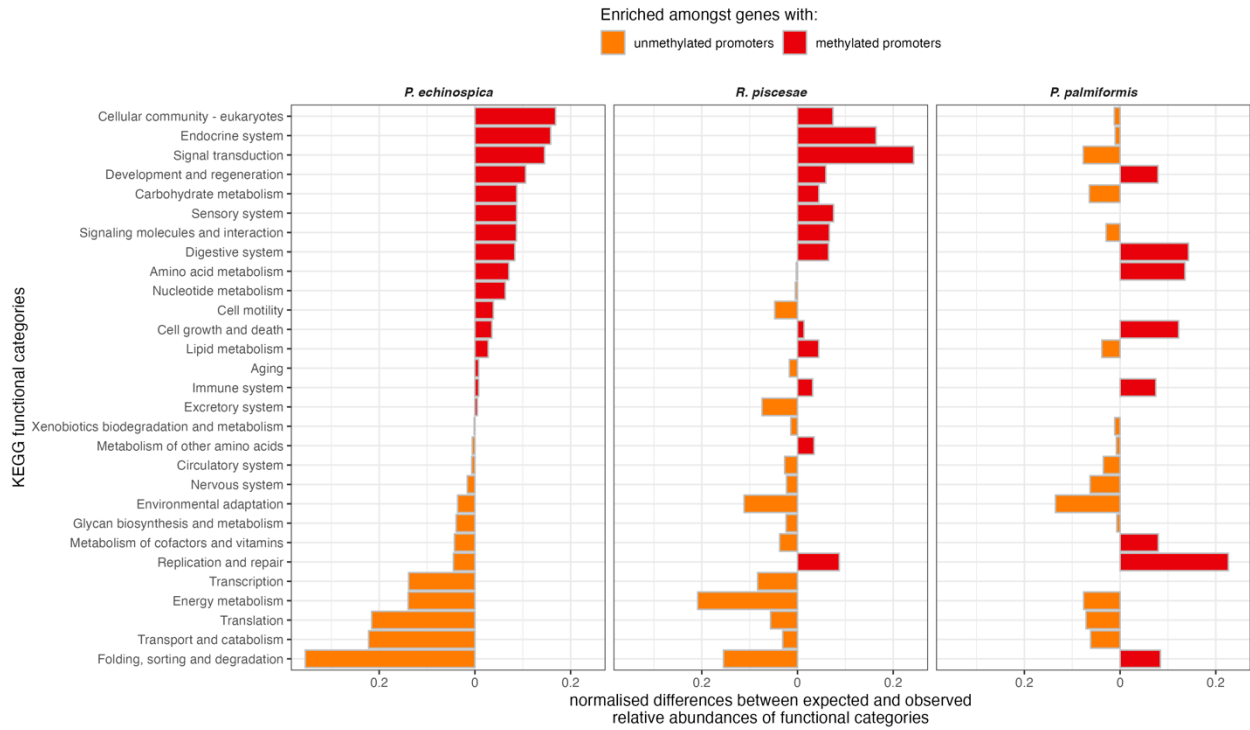 Enriched amongst genes with:
unmethylated promoters methylated promoters
P. echinospica R. piscesae P. palmiformis
KEGG functional categories
Cellular community - eukaryotes
Endocrine system
Signal transduction
Development and regeneration
Carbohydrate metabolism
Sensory system
Signaling molecules and interaction
Digestive system
Amino acid metabolism
Nucleotide metabolism
Cell motility
Cell growth and death
Lipid metabolism
Aging
Immune system
Excretory system
Xenobiotics biodegradation and metabolism
Metabolism of other amino acids
Circulatory system
Nervous system
Environmental adaptation
Glycan biosynthesis and metabolism
Metabolism of cofactors and vitamins
Replication and repair
Transcription
Energy metabolism
Translation
Transport and catabolism
Folding, sorting and degradation
0.2 0 0.2 0.2 0 0.2 0.2 0 0.2
normalised differences between expected and observed
relative abundances of functional categories